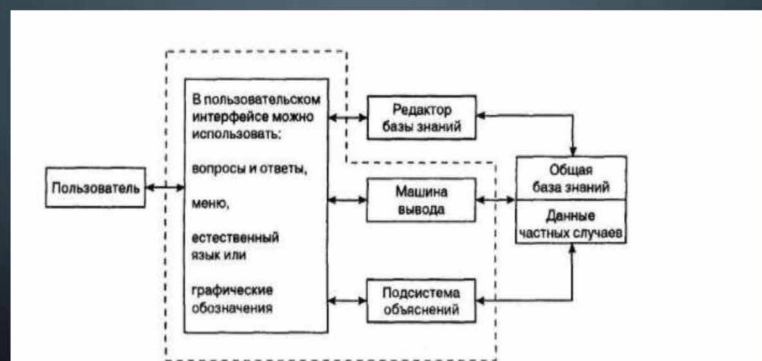 Пользователь
В пользовательском
интерфейсе можно
использовать:
вопросы и ответы,
меню,
естественный
язык или
графические
обозначения
Редактор
базы знаний
Машина
вывода
Подсистема
объяснений
Общая
база знаний
Данные
частных случаев